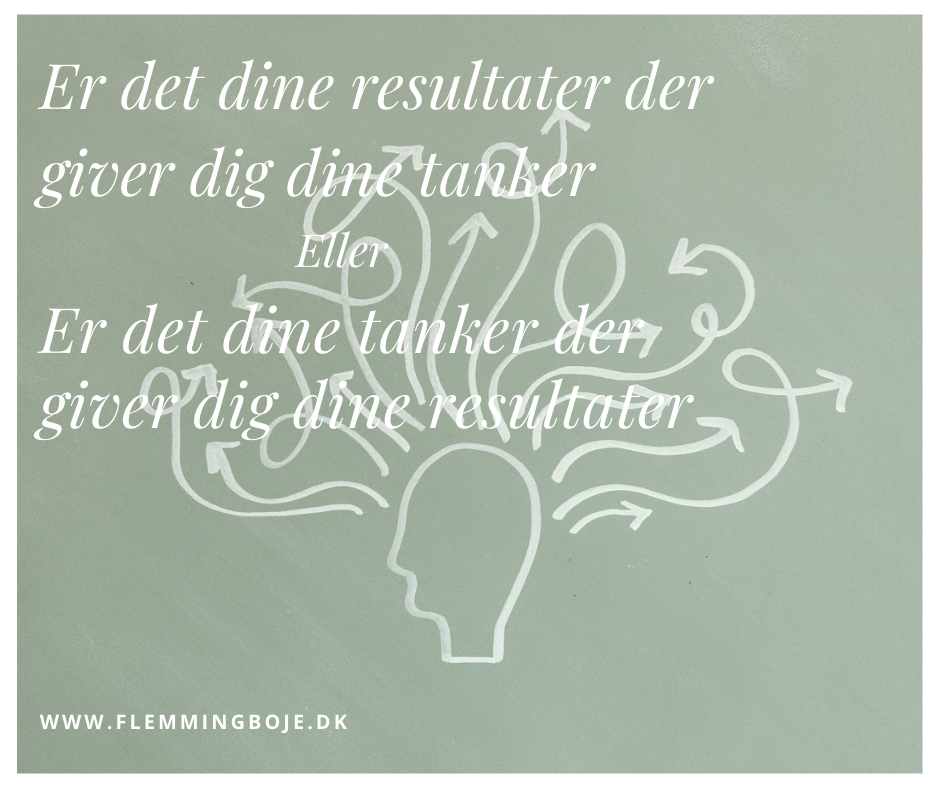 Er det dine resultater der
giver dig dine tanker
Eller
Er det dine tanker der
giver dig dine resultater
WWW.FLEMMINGBOJE.DK